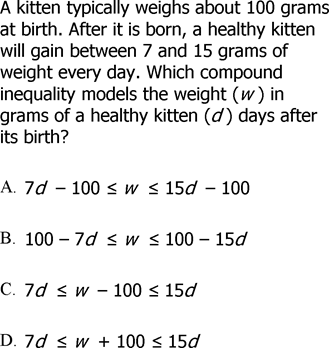 A kitten typically weighs about 100 grams
at birth. After it is born, a healthy kitten
will gain between 7 and 15 grams of
weight every day. Which compound
inequality models the weight (w) in
grams of a healthy kitten (d) days after
its birth?
A. 7d − 100 ≤ w ≤ 15d − 100
B. 100 − 7d ≤ w ≤ 100 − 15d
C. 7d ≤ w − 100 ≤ 15d
D. 7d ≤ w + 100 ≤ 15d